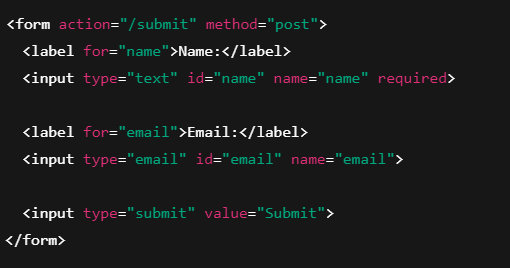 <form action="/submit" method="post">
  <label for="name">Name:</label>
  <input type="text" id="name" name="name" required>

  <label for="email">Email:</label>
  <input type="email" id="email" name="email">

  <input type="submit" value="Submit">
</form>